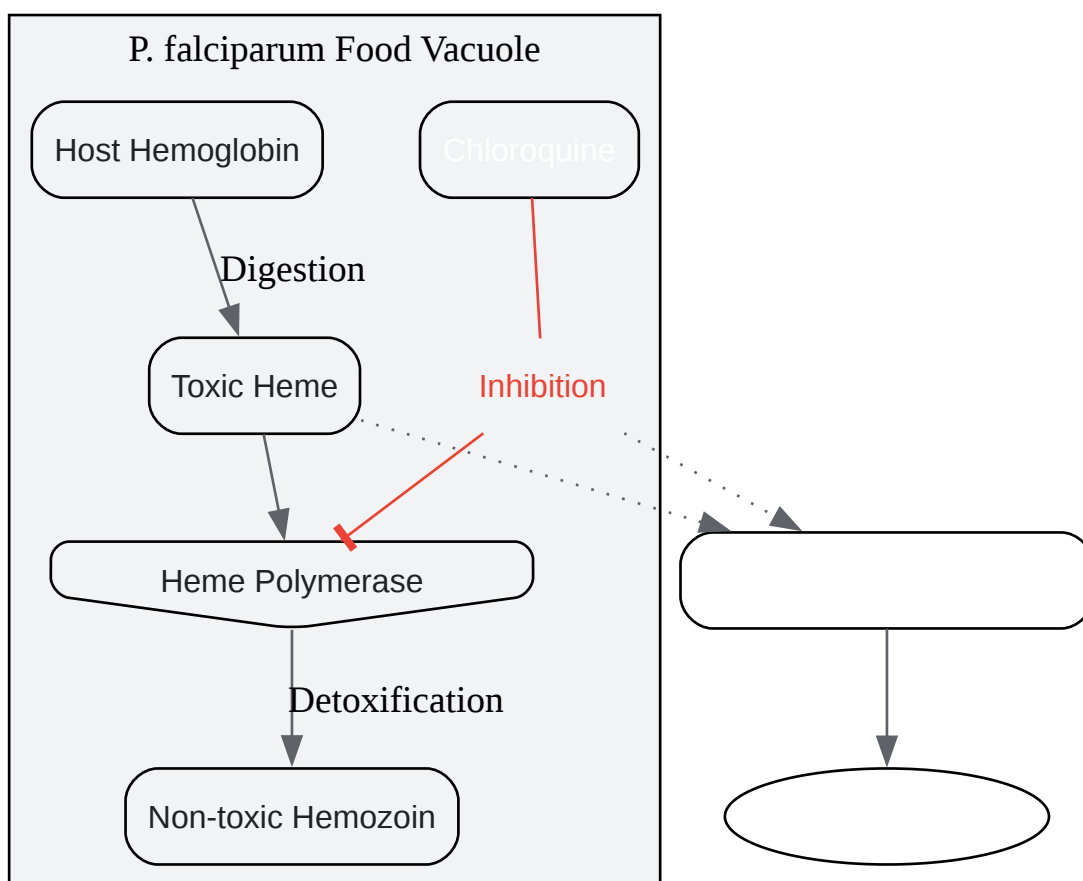 P. falciparum Food Vacuole
Host Hemoglobin
Chloroquine
Digestion
Toxic Heme
Inhibition
Heme Polymerase
Detoxification
Non-toxic Hemozoin